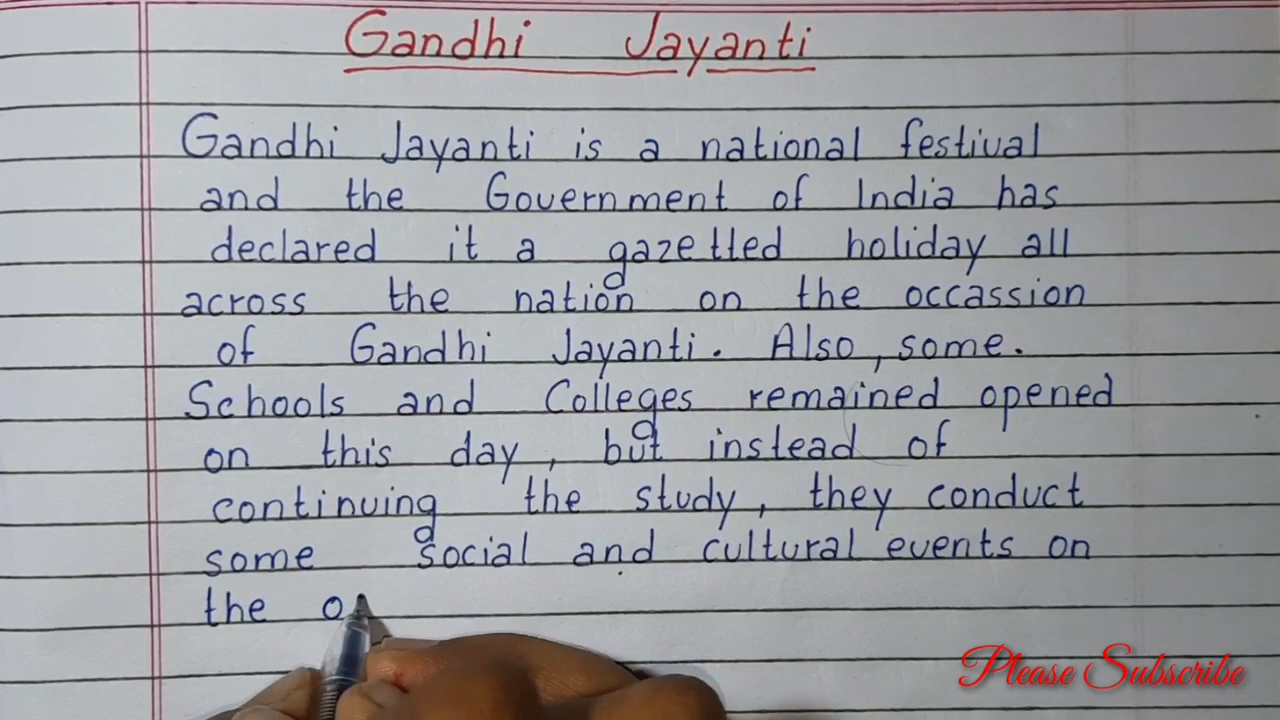 Gandhi Jayanti
Gandhi Jayanti is a national festival
and the Government of India has
declared it a gazetted holiday all
across the nation on the occassion
of Gandhi Jayanti. Also, some.
Schools and Colleges remained opened
on this day, but instead of
continuing the study, they conduct
some social and cultural events on
the o
Please Subscribe